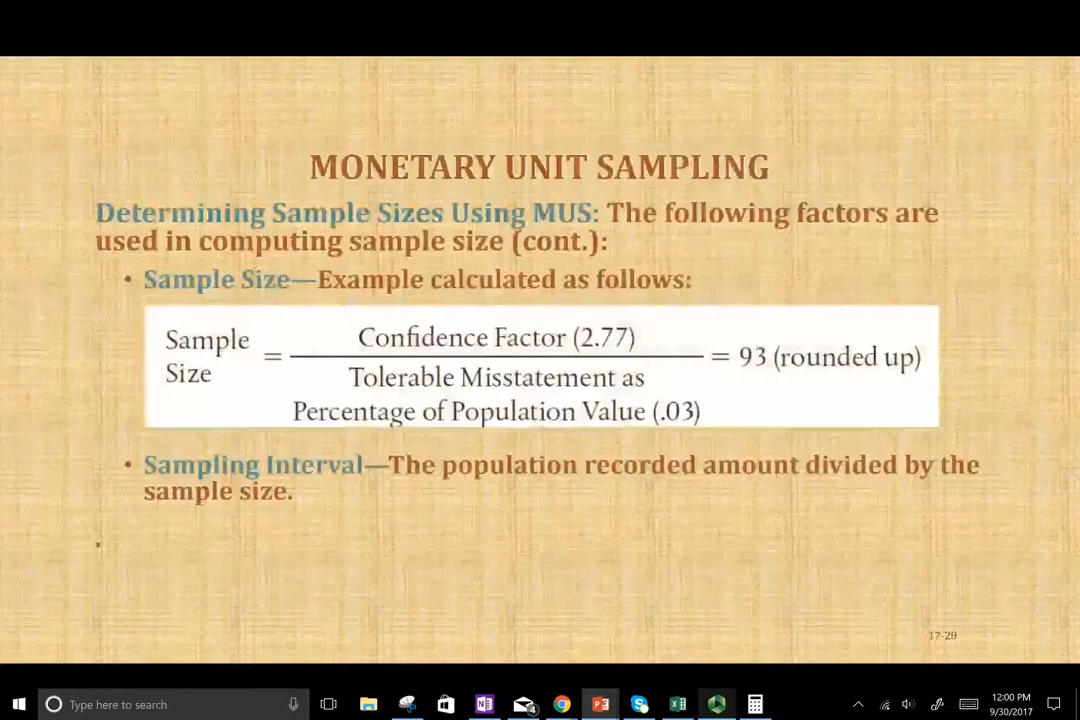 MONETARY UNIT SAMPLING
Determining Sample Sizes Using MUS: The following factors are
used in computing sample size (cont.):
• Sample Size—Example calculated as follows:
Sample Size = Confidence Factor (2.77)
Tolerable Misstatement as
Percentage of Population Value (.03)
= 93 (rounded up)
• Sampling Interval—The population recorded amount divided by the
sample size.
17-28
Type here to search
4
12:00 PM
9/30/2017